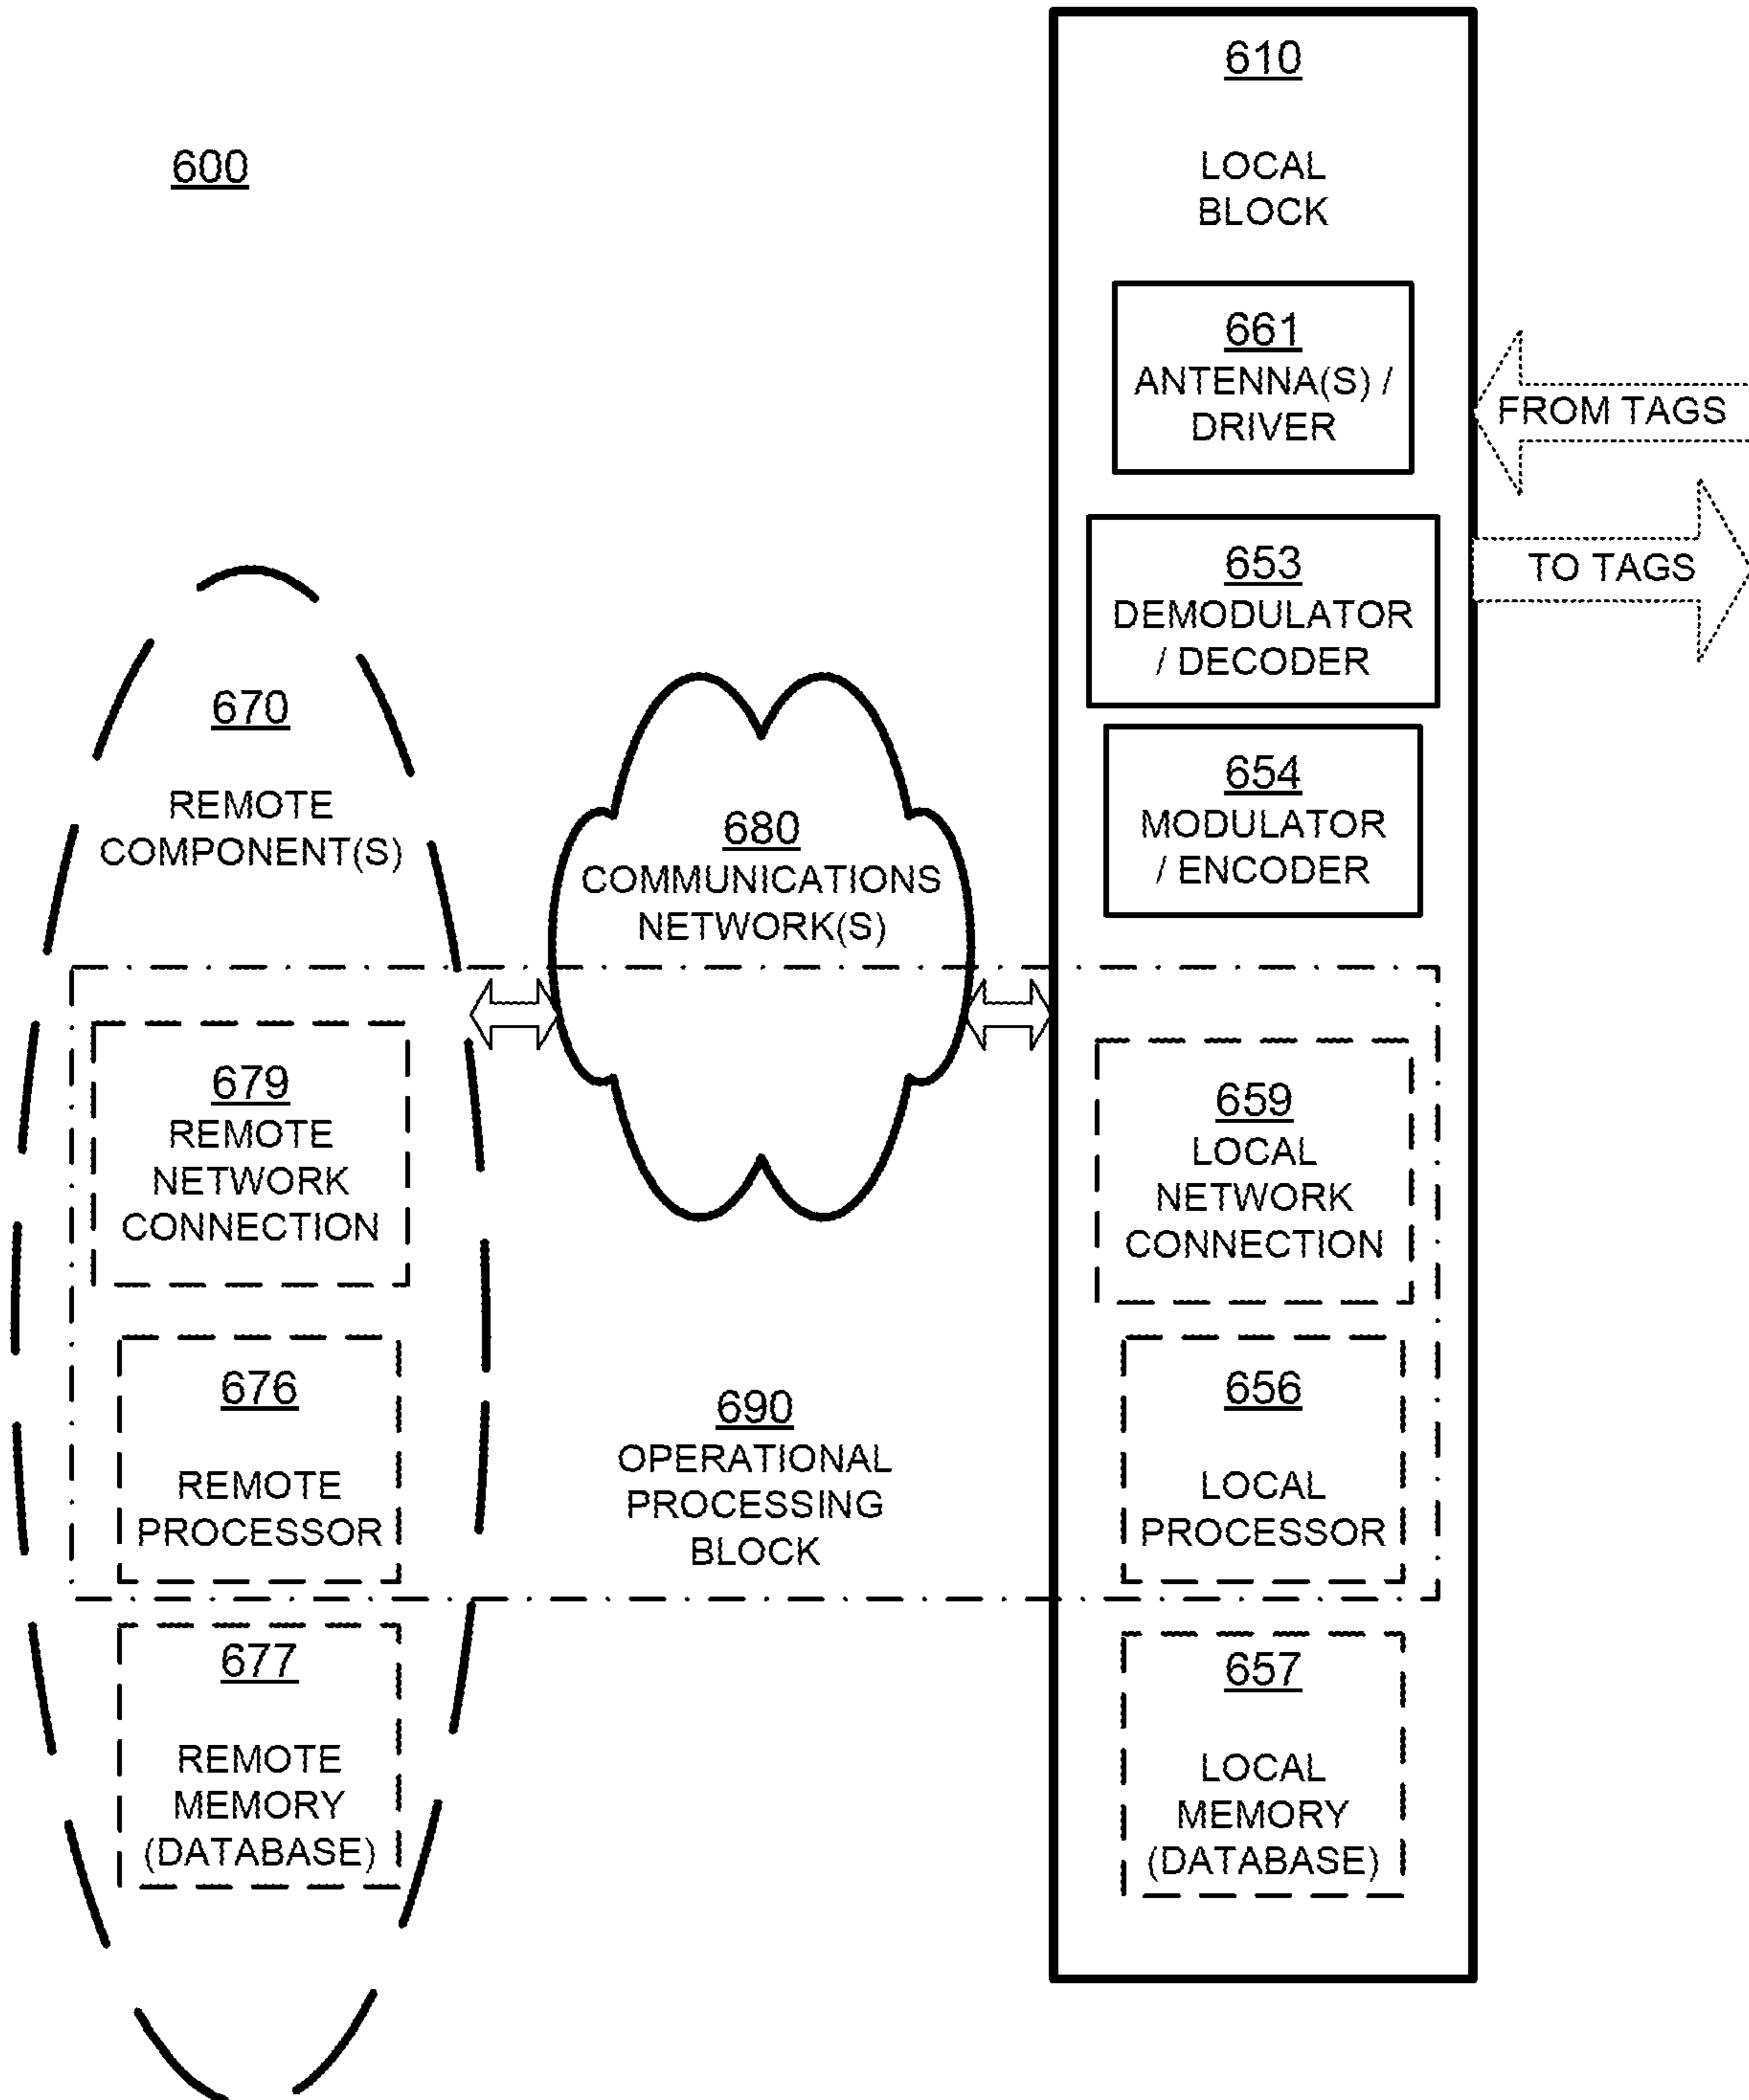 600
610
LOCAL
BLOCK
661
ANTENNA(S) /
DRIVER
FROM TAGS
653
DEMODULATOR
/ DECODER
TO TAGS
654
MODULATOR
/ ENCODER
670
REMOTE
COMPONENT(S)
680
COMMUNICATIONS
NETWORK(S)
679
REMOTE
NETWORK
CONNECTION
659
LOCAL
NETWORK
CONNECTION
676
REMOTE
PROCESSOR
690
OPERATIONAL
PROCESSING
BLOCK
656
LOCAL
PROCESSOR
677
REMOTE
MEMORY
(DATABASE)
657
LOCAL
MEMORY
(DATABASE)